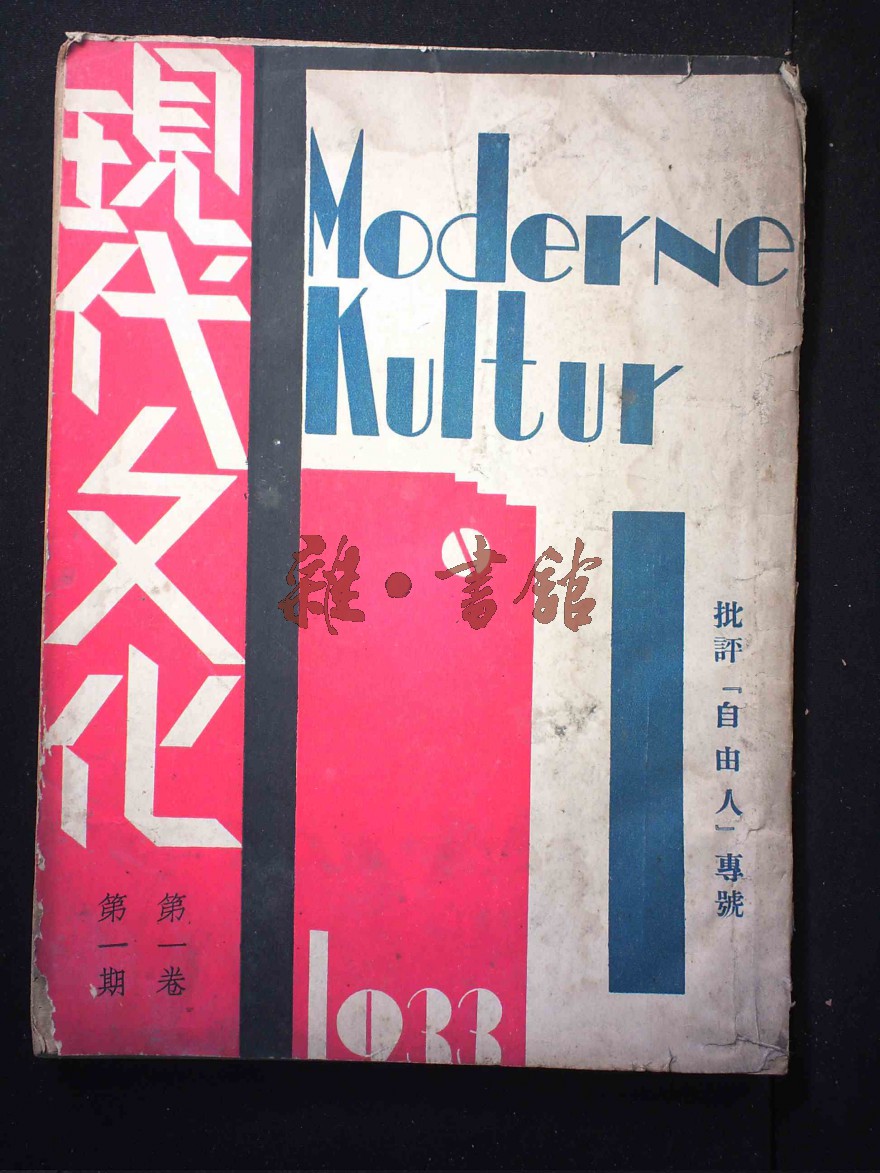 現代文化
第一卷
第一期
Moderne
Kultur
批評『自由人』專號
1933
雜·書館